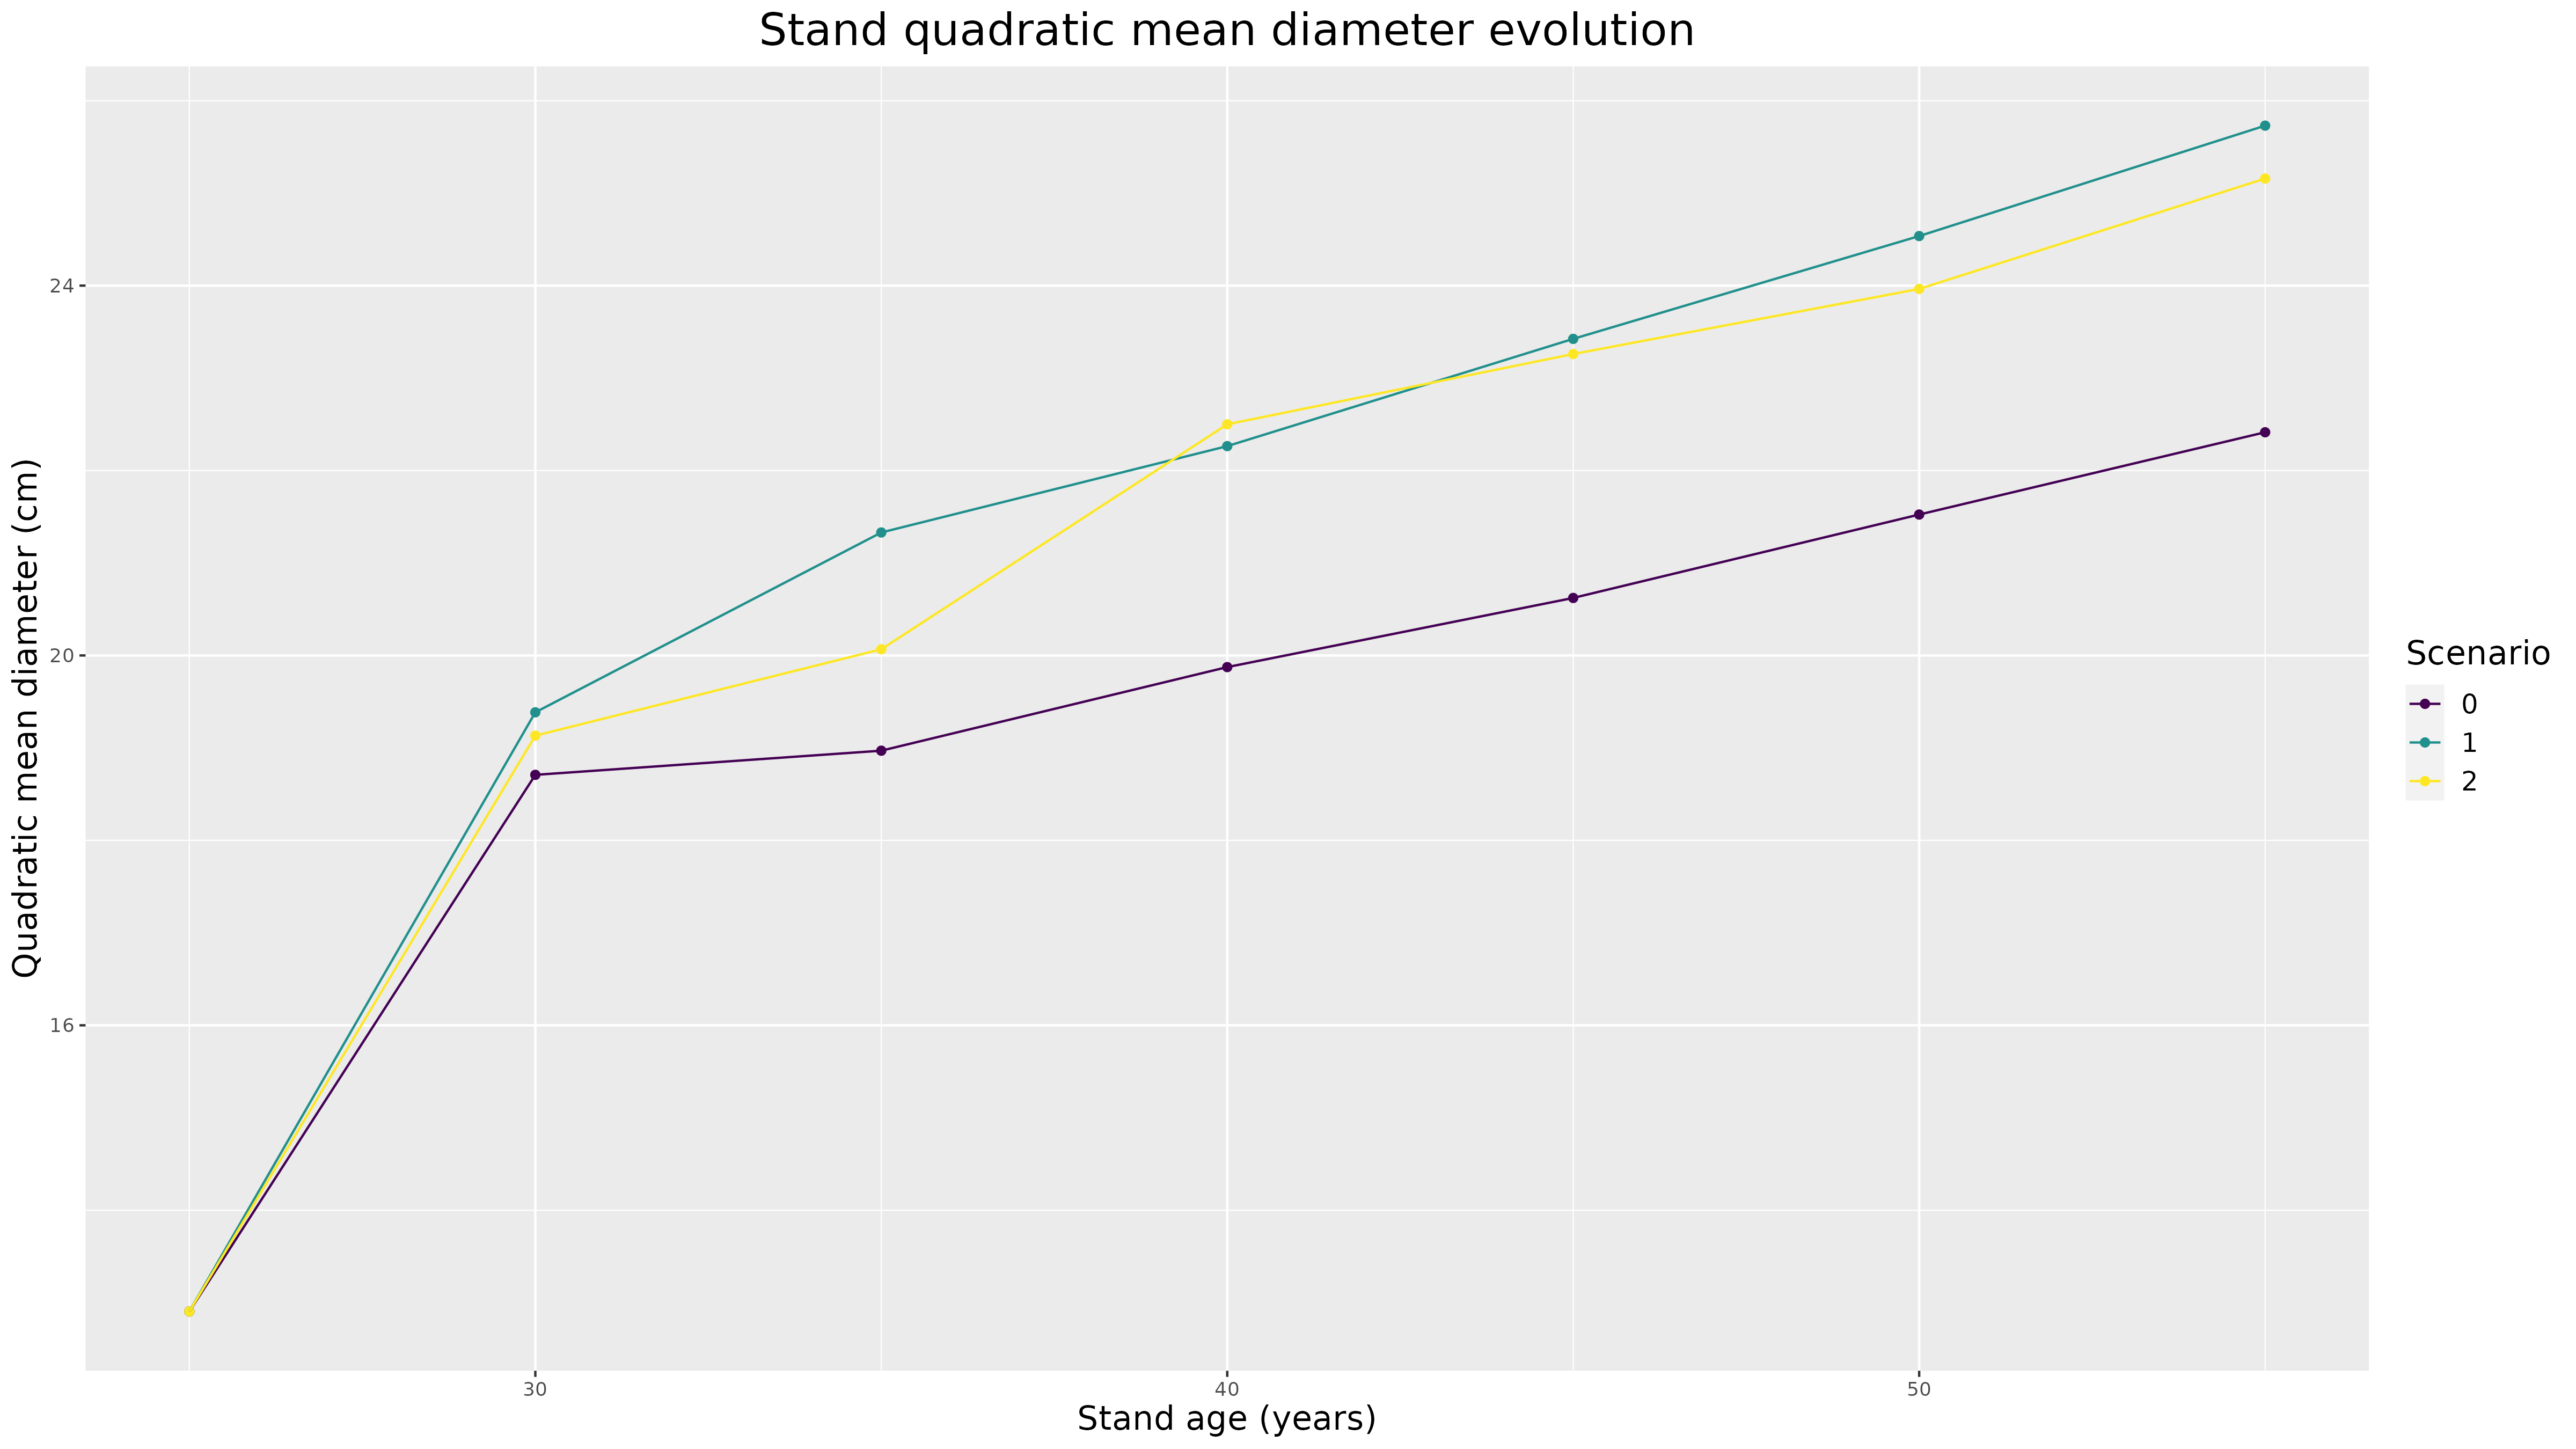 Stand quadratic mean diameter evolution
Quadratic mean diameter (cm)
24
20
16
30
40
50
Stand age (years)
Scenario
0
1
2